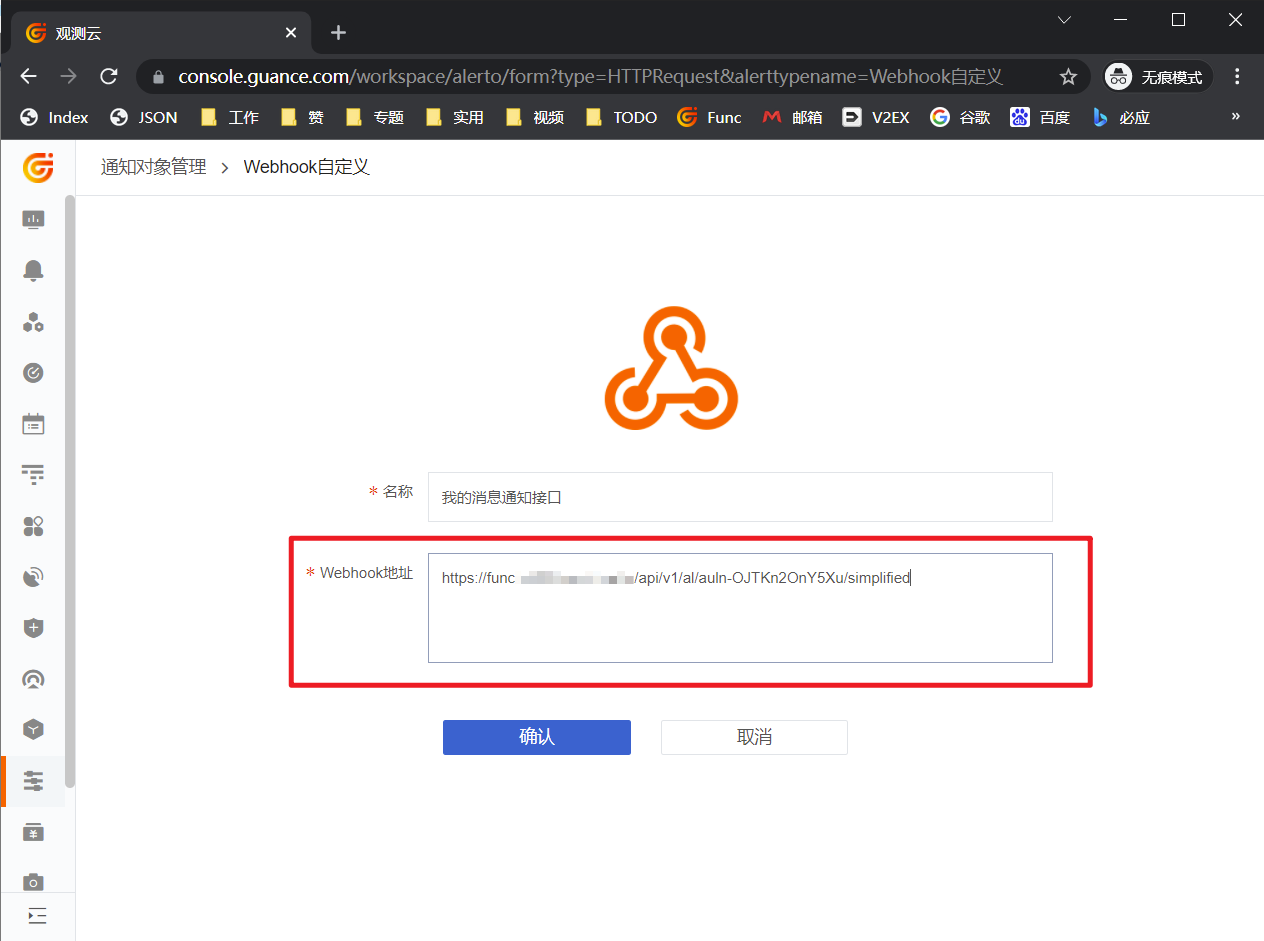 观测云
console.guance.com/workspace/alerto/form?type=HTTPRequest&alerttypename=Webhook自定义
无痕模式
Index JSON 工作 赞 专题 实用 视频 TODO Func 邮箱 V2EX 谷歌 百度 必应 »
通知对象管理 > Webhook自定义
* 名称 我的消息通知接口
* Webhook地址 https://func /api/v1/al/auln-OJTKn2OnY5Xu/simplified
确认 取消